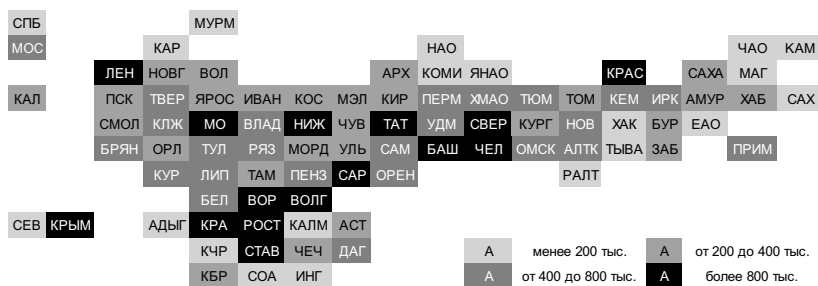 СПБ МУРМ
МОС КАР НАО ЧАО КАМ
ЛЕН НОВГ ВОЛ АРХ КОМИ ЯНАО КРАС САХА МАГ
КАЛ ПСК ТВЕР ЯРОС ИВАН КОС МЭЛ КИР ПЕРМ ХМАО ТЮМ ТОМ КЕМ ИРК АМУР ХАБ САХ
СМОЛ КЛЖ МО ВЛАД НИЖ ЧУВ ТАТ УДМ СВЕР КУРГ НОВ ХАК БУР ЕАО
БРЯН ОРЛ ТУЛ РЯЗ МОРД УЛЬ САМ БАШ ЧЕЛ ОМСК АЛТК ТЫВА ЗАБ ПРИМ
КУР ЛИП ТАМ ПЕНЗ САР ОРЕН РАЛТ
БЕЛ ВОР ВОЛГ
СЕВ КРЫМ АДЫГ КРА РОСТ КАЛМ АСТ
КЧР СТАВ ЧЕЧ ДАГ А менее 200 тыс. А от 200 до 400 тыс.
КБР СОА ИНГ А от 400 до 800 тыс. А более 800 тыс.